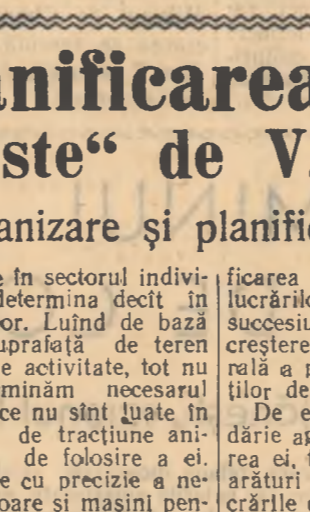 anificarea
ste“ de V.
anizare şi planific
e în sectorul indivi-
determina decît în
or. Luînd de bază
uprafaţă de teren
e activitate, tot nu
minăm necesarul
ce nu sînt luate în
de tracţiune ani-
de folosire a ei.
e cu precizie a ne-
oare şi maşini pen-
ficarea
lucrăril
succesiu
creştere
nală a p
ţilor de
De e
dărie ag
rea ei, t
arături
crările